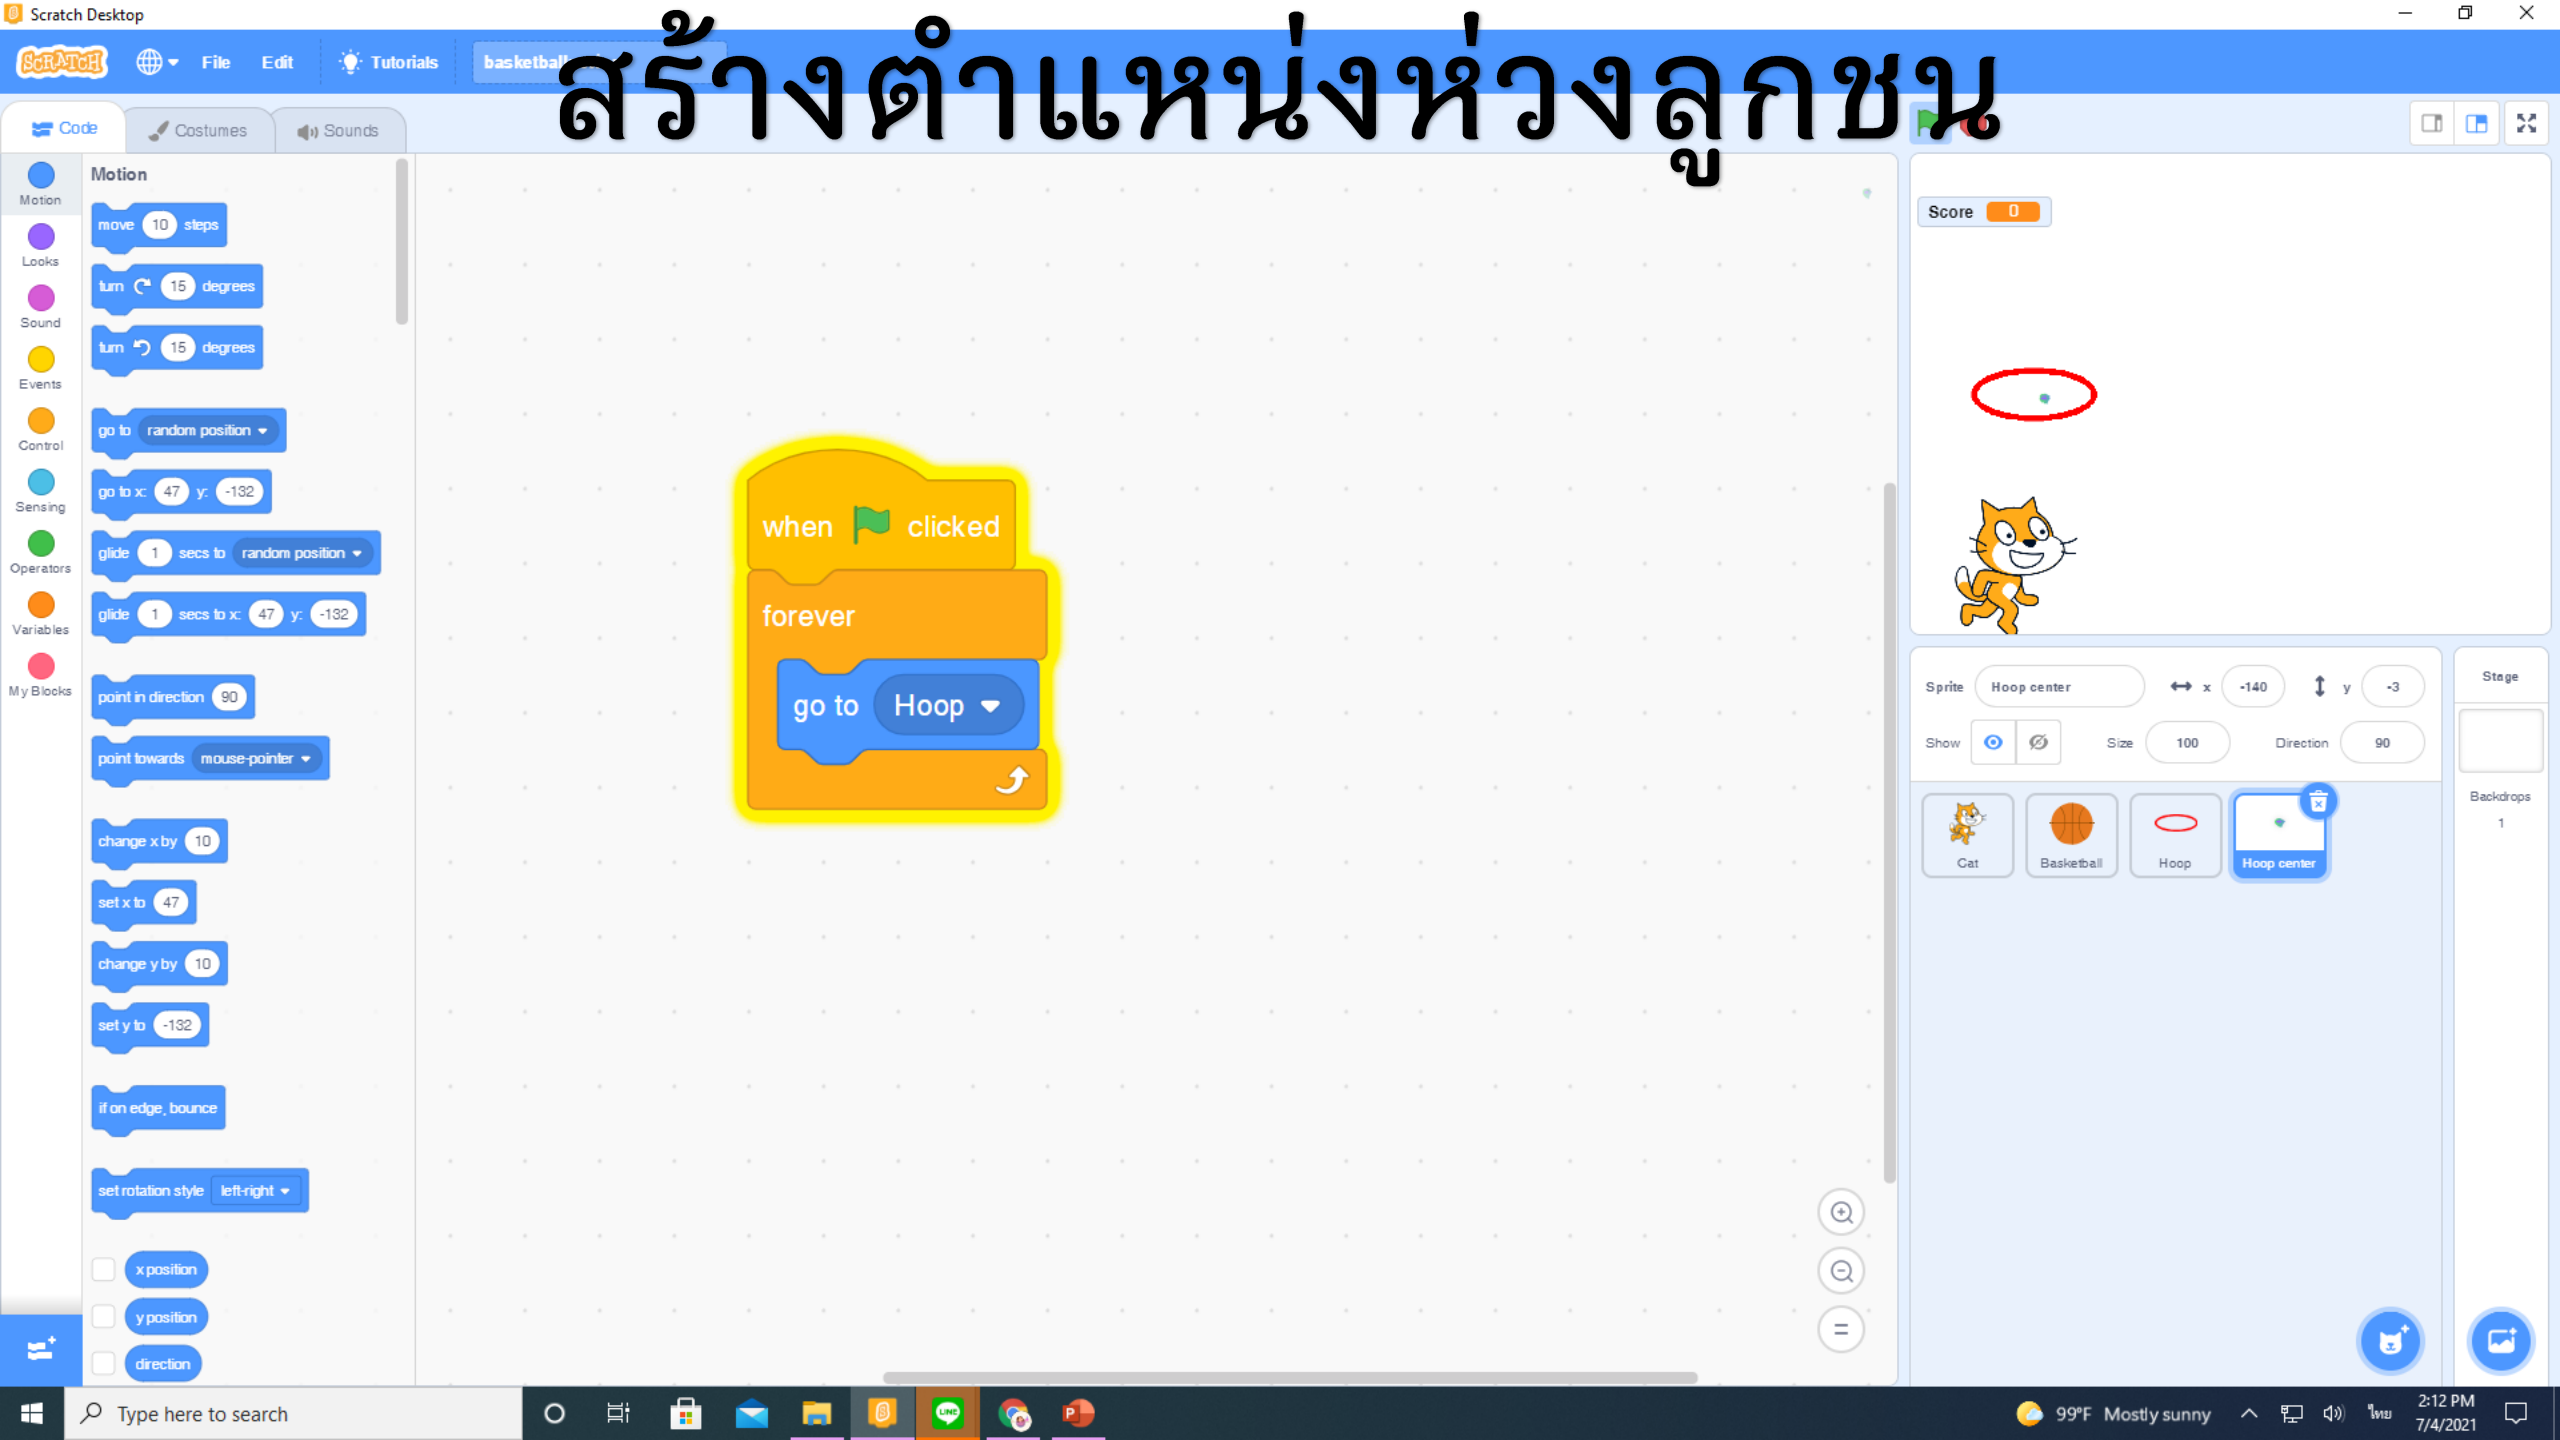 Scratch Desktop
สร้างตำแหน่งห่วงลูกชน
SCRATCH
File
Edit
Tutorials
Code
Costumes
Sounds
Motion
Looks
Sound
Events
Control
Sensing
Operators
Variables
My Blocks
Motion
move 10 steps
turn 15 degrees
turn 15 degrees
go to random position
go to x: 47 y: -132
glide 1 secs to random position
glide 1 secs to x: 47 y: -132
point in direction 90
point towards mouse-pointer
change x by 10
set x to 47
change y by 10
set y to -132
if on edge, bounce
set rotation style left-right
x position
y position
direction
when clicked
forever
go to Hoop
Score 0
Sprite Hoop center x -140 y -3
Show Size 100 Direction 90
Cat
Basketball
Hoop
Hoop center
Stage
Backdrops
1
Type here to search
LINE
99°F Mostly sunny
ไทย
2:12 PM
7/4/2021